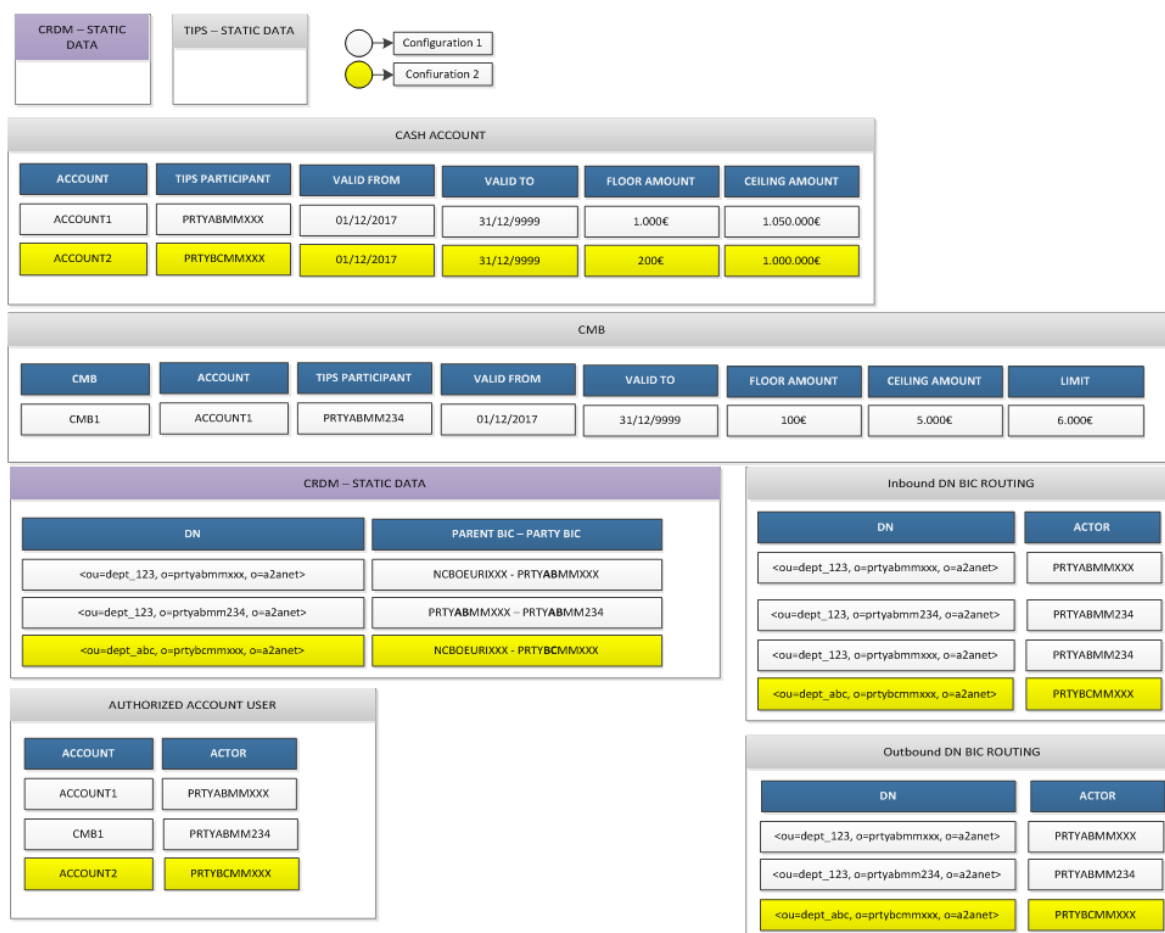 CRDM – STATIC
DATA
TIPS – STATIC DATA
Configuration 1
Confiuration 2
CASH ACCOUNT
ACCOUNT TIPS PARTICIPANT VALID FROM VALID TO FLOOR AMOUNT CEILING AMOUNT
ACCOUNT1 PRTYABMMXXX 01/12/2017 31/12/9999 1.000€ 1.050.000€
ACCOUNT2 PRTYBCMMXXX 01/12/2017 31/12/9999 200€ 1.000.000€
CMB
CMB ACCOUNT TIPS PARTICIPANT VALID FROM VALID TO FLOOR AMOUNT CEILING AMOUNT LIMIT
CMB1 ACCOUNT1 PRTYABMM234 01/12/2017 31/12/9999 100€ 5.000€ 6.000€
CRDM – STATIC DATA
DN PARENT BIC – PARTY BIC
<ou=dept_123, o=prtyabmmxxx, o=a2anet> NCBOEURIXXX - PRTYABMMXXX
<ou=dept_123, o=prtyabmm234, o=a2anet> PRTYABMMXXX – PRTYABMM234
<ou=dept_abc, o=prtybcmmxxx, o=a2anet> NCBOEURIXXX - PRTYBCMMXXX
Inbound DN BIC ROUTING
DN ACTOR
<ou=dept_123, o=prtyabmmxxx, o=a2anet> PRTYABMMXXX
<ou=dept_123, o=prtyabmm234, o=a2anet> PRTYABMM234
<ou=dept_123, o=prtyabmmxxx, o=a2anet> PRTYABMM234
<ou=dept_abc, o=prtybcmmxxx, o=a2anet> PRTYBCMMXXX
AUTHORIZED ACCOUNT USER
ACCOUNT ACTOR
ACCOUNT1 PRTYABMMXXX
CMB1 PRTYABMM234
ACCOUNT2 PRTYBCMMXXX
Outbound DN BIC ROUTING
DN ACTOR
<ou=dept_123, o=prtyabmmxxx, o=a2anet> PRTYABMMXXX
<ou=dept_123, o=prtyabmm234, o=a2anet> PRTYABMM234
<ou=dept_abc, o=prtybcmmxxx, o=a2anet> PRTYBCMMXXX